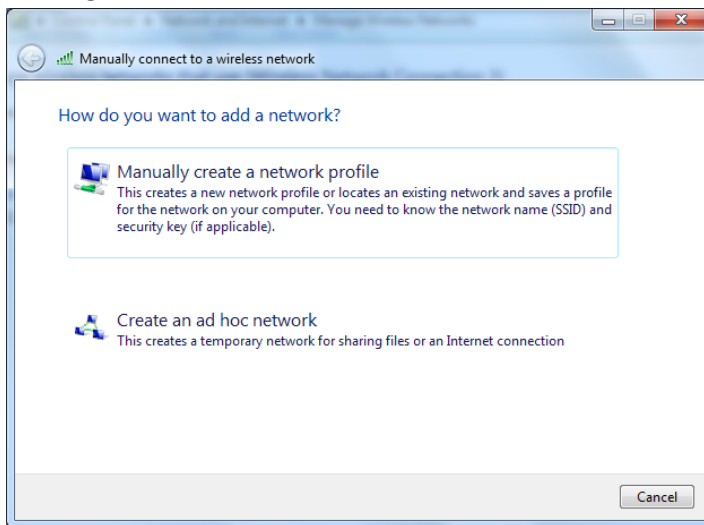 Manually connect to a wireless network
How do you want to add a network?
Manually create a network profile
This creates a new network profile or locates an existing network and saves a profile
for the network on your computer. You need to know the network name (SSID) and
security key (if applicable).
Create an ad hoc network
This creates a temporary network for sharing files or an Internet connection
Cancel